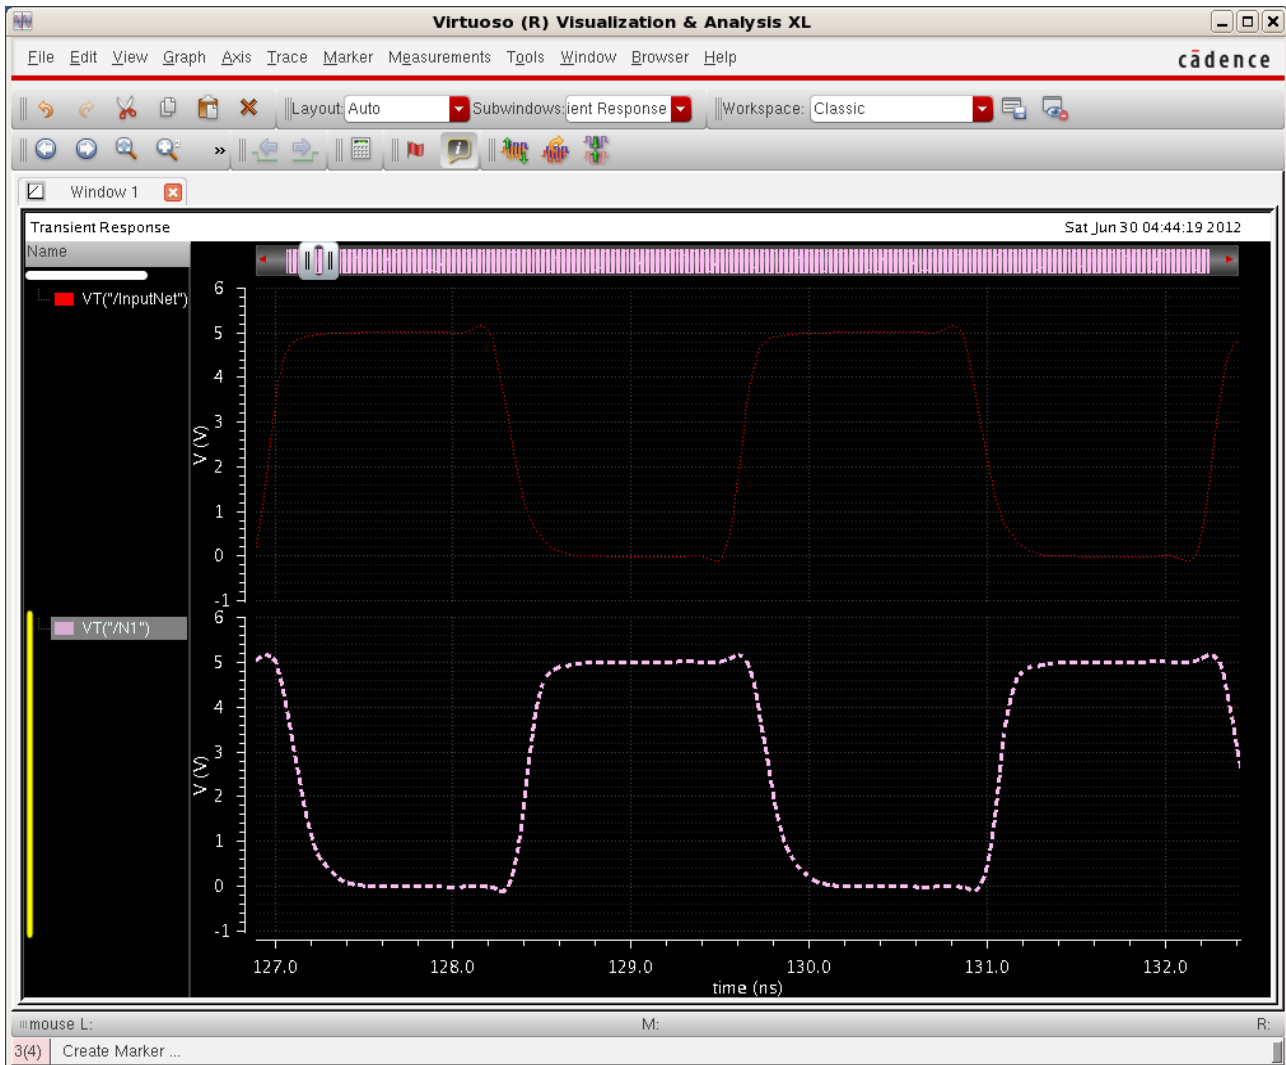 Virtuoso (R) Visualization & Analysis XL
File Edit View Graph Axis Trace Marker Measurements Tools Window Browser Help cādence
Layout: Auto Subwindows: ient Response Workspace: Classic
»
Window 1
Transient Response Sat Jun 30 04:44:19 2012
Name
VT("/InputNet")
6
5
4
3
2
1
0
-1
V (V)
VT("/N1")
6
5
4
3
2
1
0
-1
V (V)
127.0 128.0 129.0 130.0 131.0 132.0
time (ns)
mouse L: M: R:
3(4) Create Marker ...